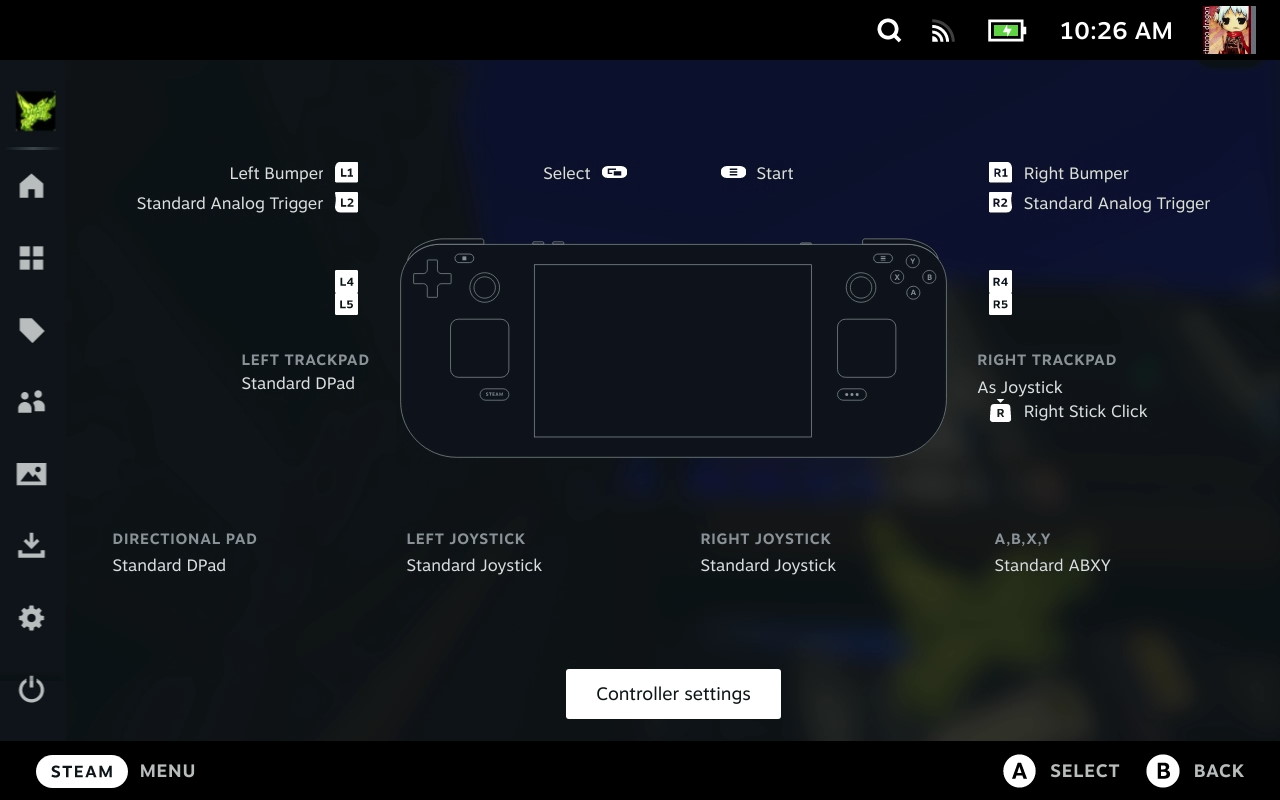 10:26 AM
Left Bumper L1
Select
Start
R1 Right Bumper
Standard Analog Trigger L2
R2 Standard Analog Trigger
Y
X
B
A
L4
R4
L5
R5
LEFT TRACKPAD
RIGHT TRACKPAD
Standard DPad
As Joystick
STEAM
R Right Stick Click
DIRECTIONAL PAD
LEFT JOYSTICK
RIGHT JOYSTICK
A,B,X,Y
Standard DPad
Standard Joystick
Standard Joystick
Standard ABXY
Controller settings
STEAM MENU
A SELECT
B BACK